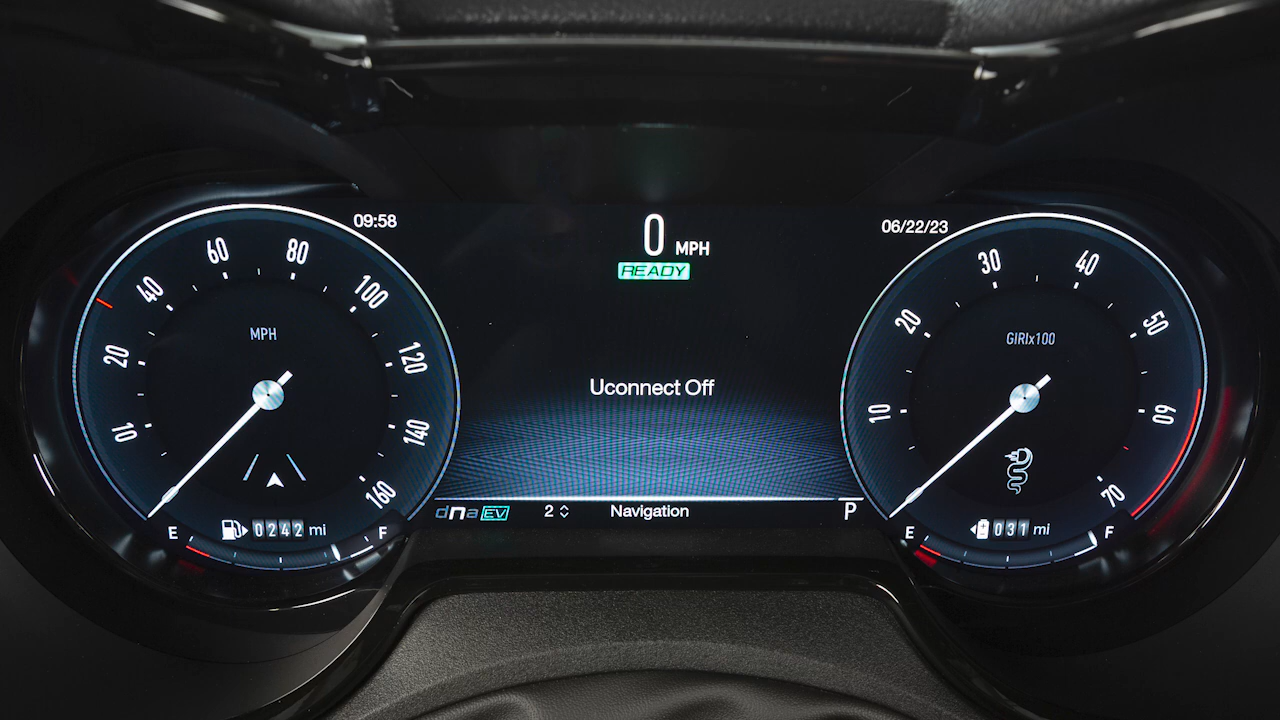 09:58
0 MPH
READY
06/22/23
10
20
40
60
80
100
120
140
160
MPH
E
0242 mi
F
Uconnect Off
dna EV
2
Navigation
P
10
20
30
40
50
60
70
GIRIx100
E
031 mi
F